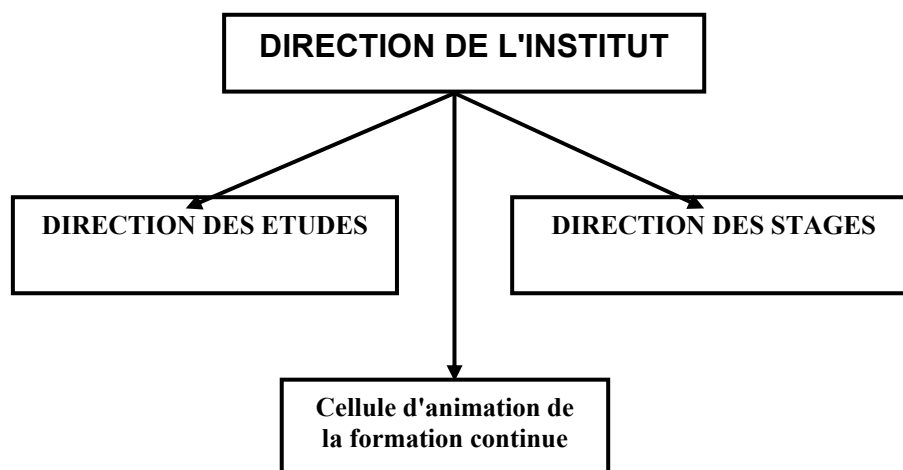 DIRECTION DE L'INSTITUT
DIRECTION DES ETUDES
DIRECTION DES STAGES
Cellule d'animation de
la formation continue